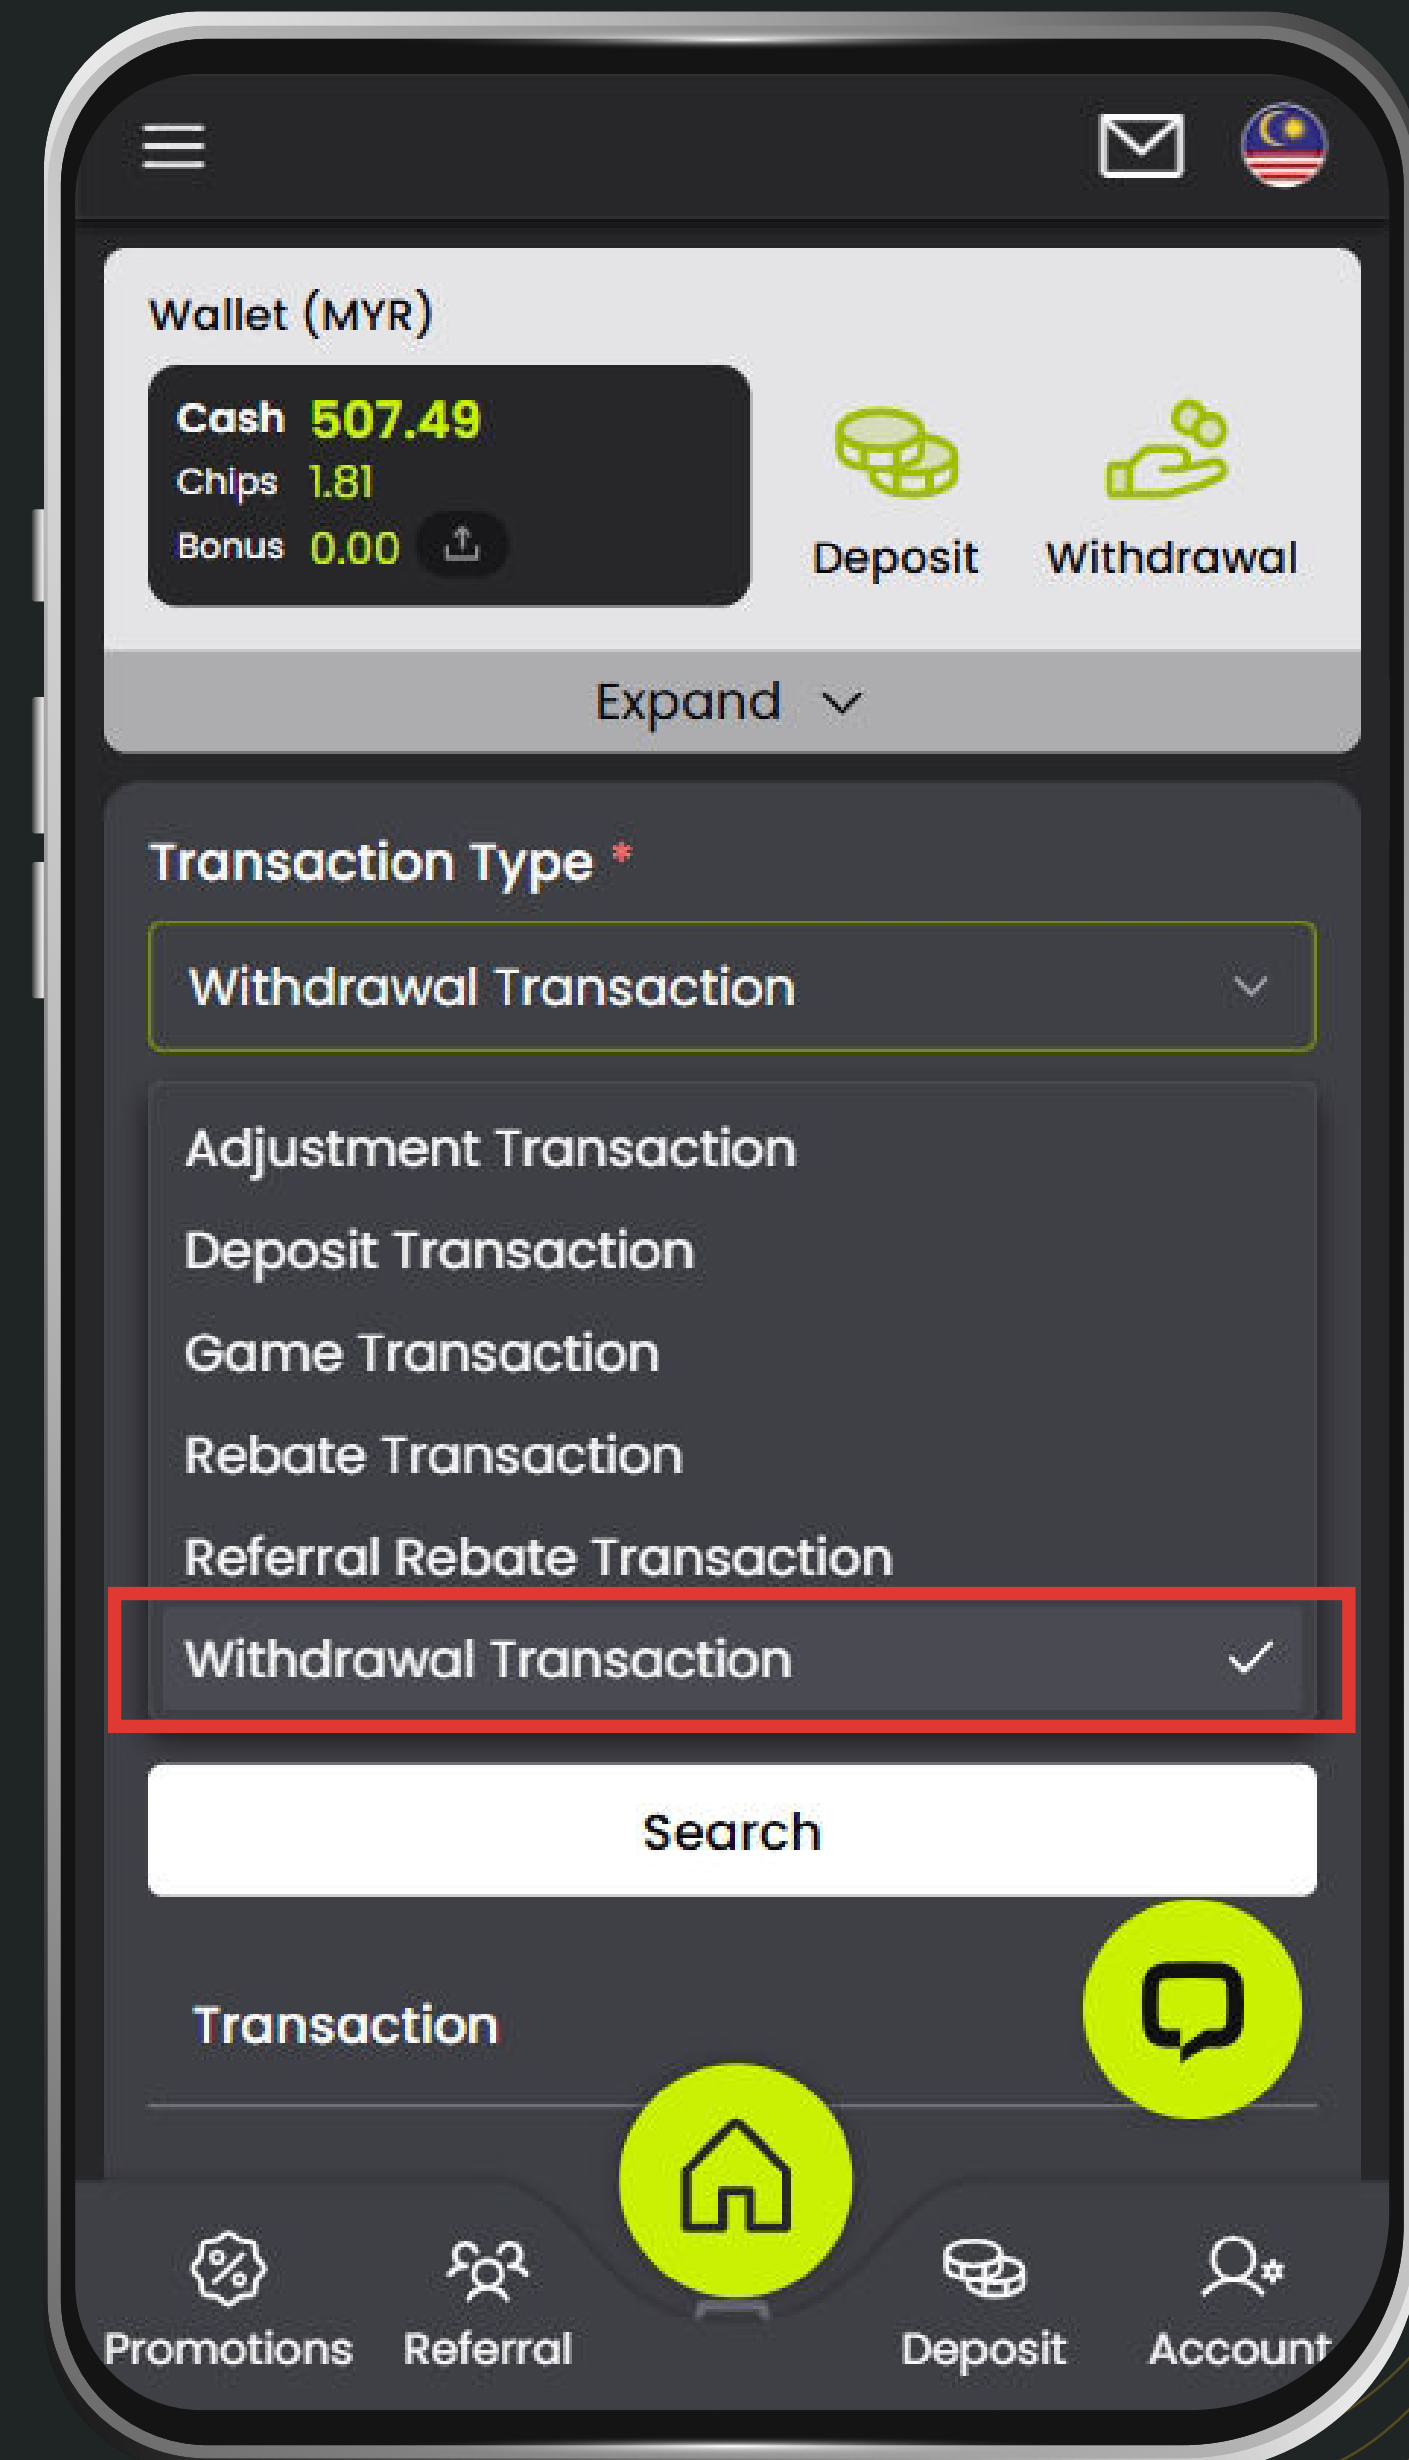 Wallet (MYR)
Cash 507.49
Chips 1.81
Bonus 0.00
Deposit
Withdrawal
Expand
Transaction Type *
Withdrawal Transaction
Adjustment Transaction
Deposit Transaction
Game Transaction
Rebate Transaction
Referral Rebate Transaction
Withdrawal Transaction
Search
Transaction
Promotions
Referral
Deposit
Account